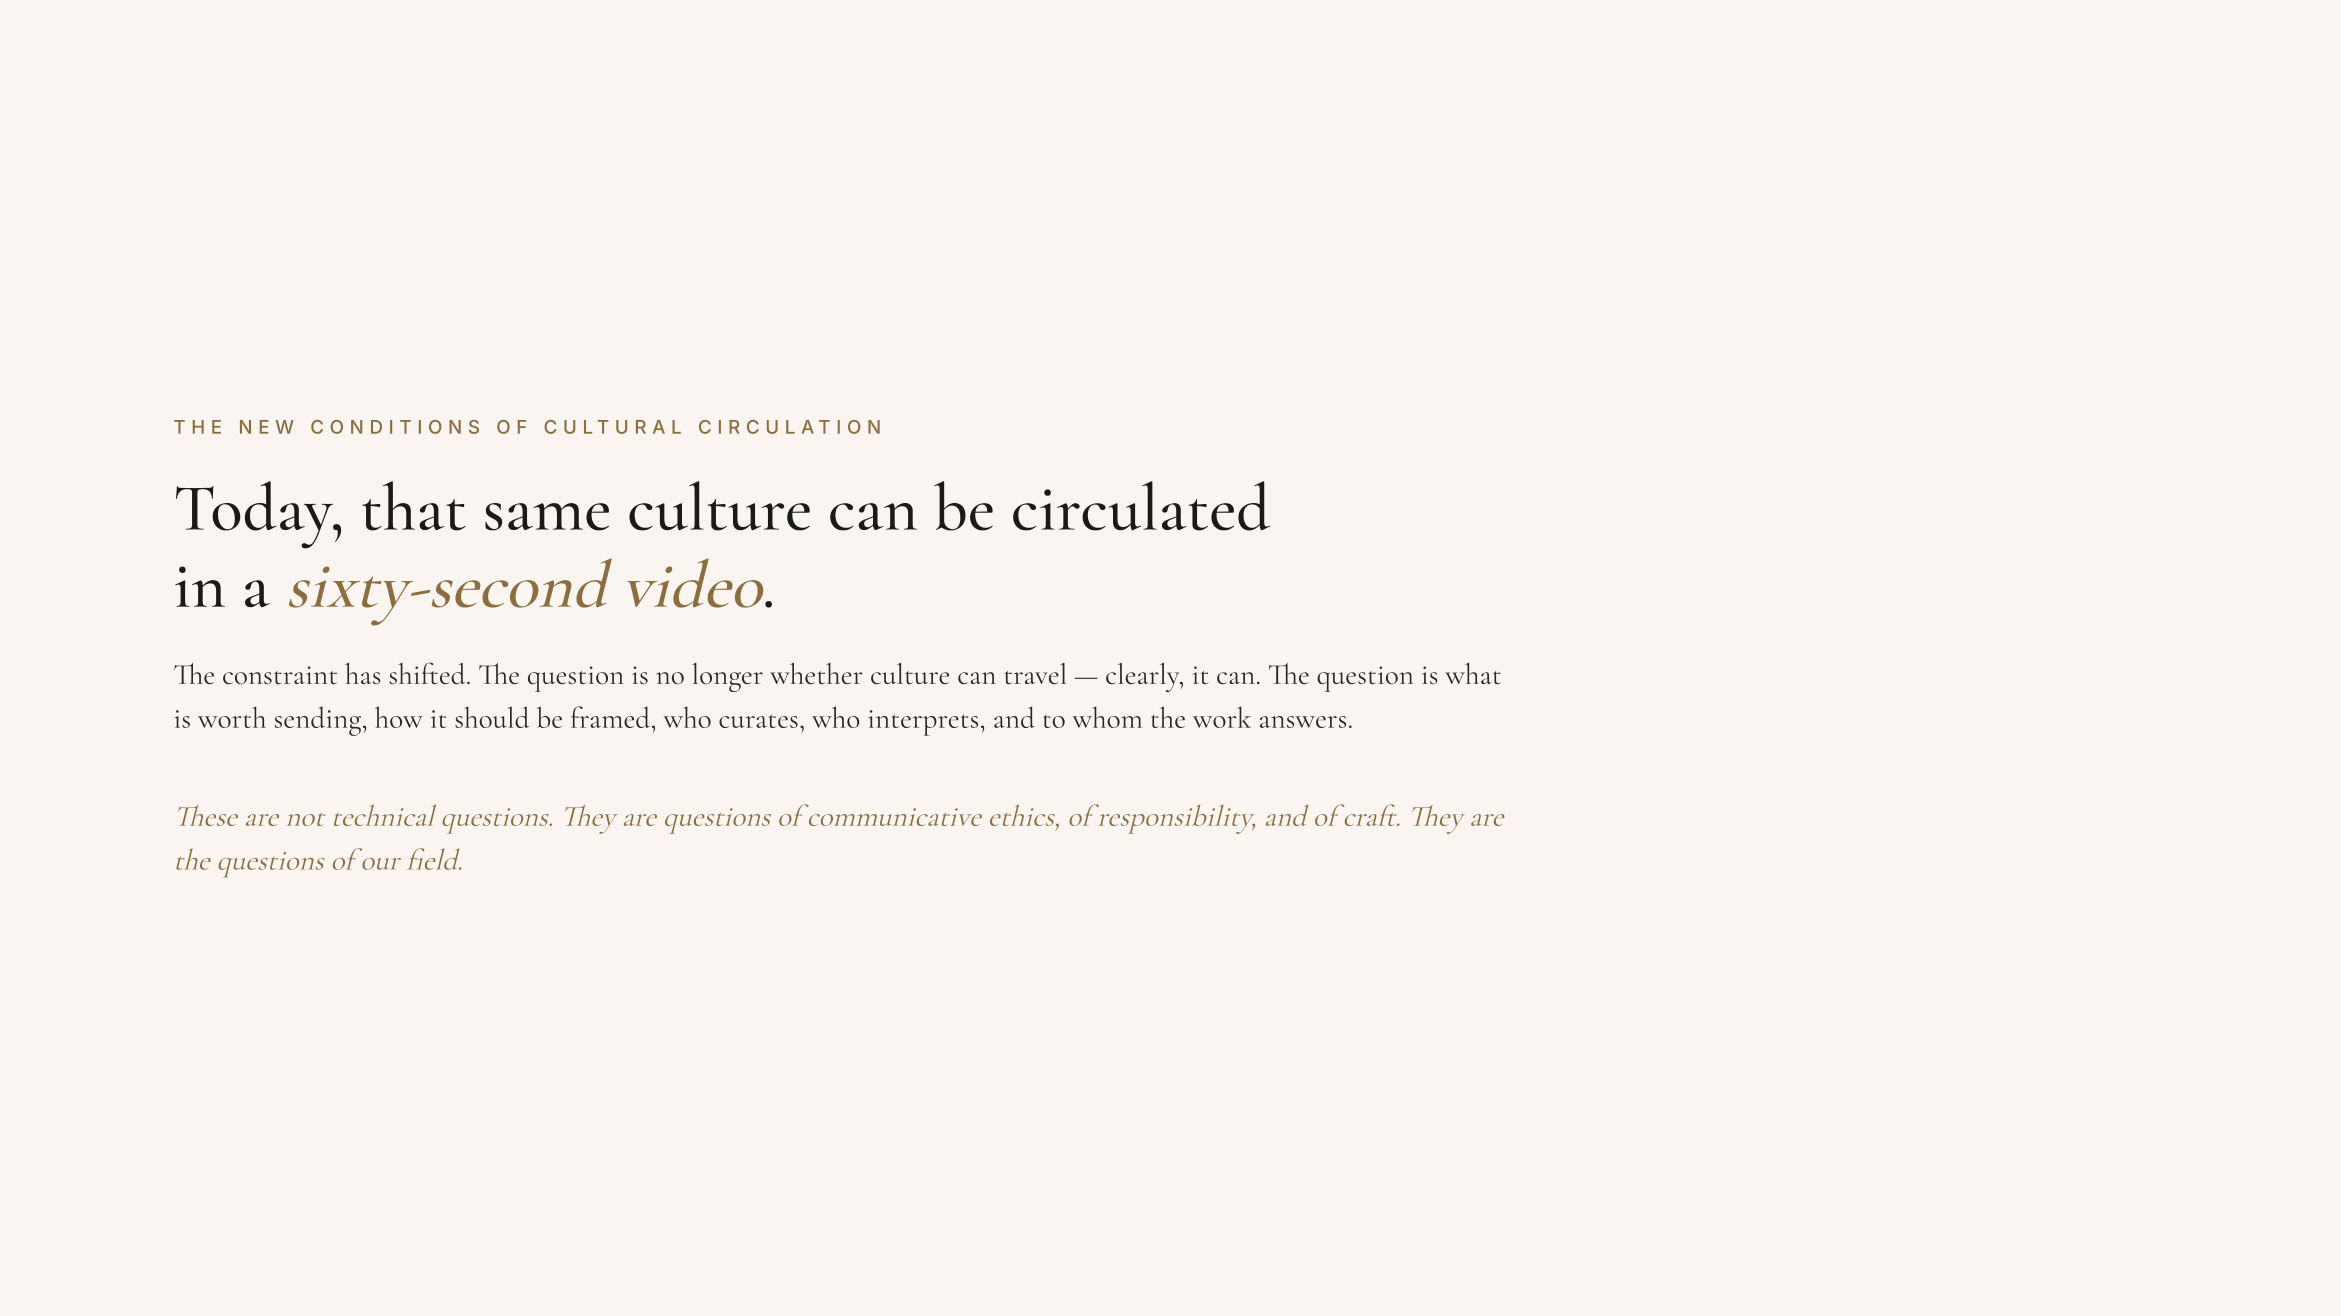 THE NEW CONDITIONS OF CULTURAL CIRCULATION
Today, that same culture can be circulated
in a sixty-second video.
The constraint has shifted. The question is no longer whether culture can travel — clearly, it can. The question is what
is worth sending, how it should be framed, who curates, who interprets, and to whom the work answers.
These are not technical questions. They are questions of communicative ethics, of responsibility, and of craft. They are
the questions of our field.